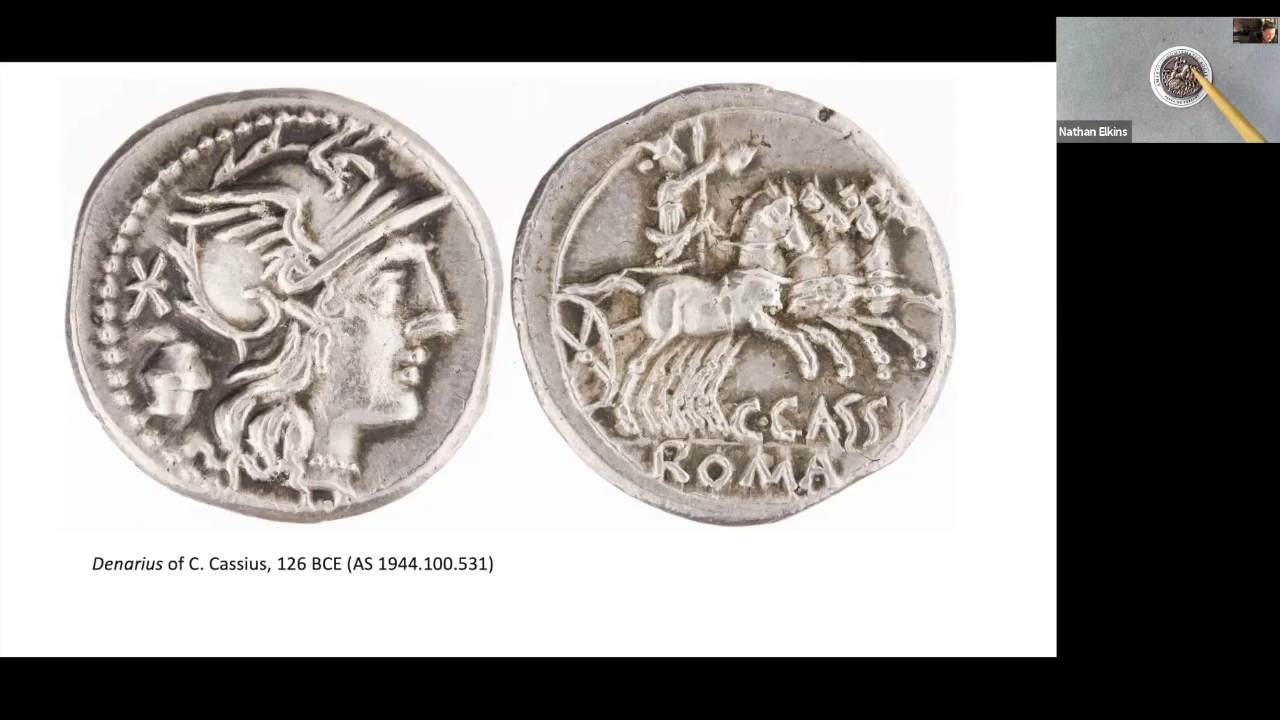 C·CASSI
ROMA
Denarius of C. Cassius, 126 BCE (AS 1944.100.531)
Nathan Elkins